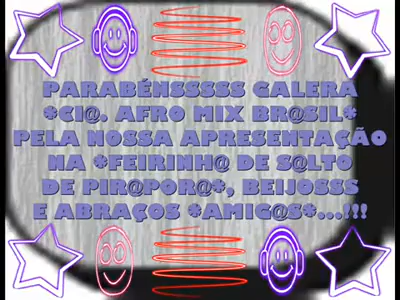 PARABÉNSSSSS GALERA
*CI@. AFRO MIX BR@SIL*
PELA NOSSA APRESENTAÇÃO
NA *FEIRINH@ DE S@LTO
DE PIR@POR@*, BEIJOSSS
E ABRAÇOS *AMIG@S*...!!!